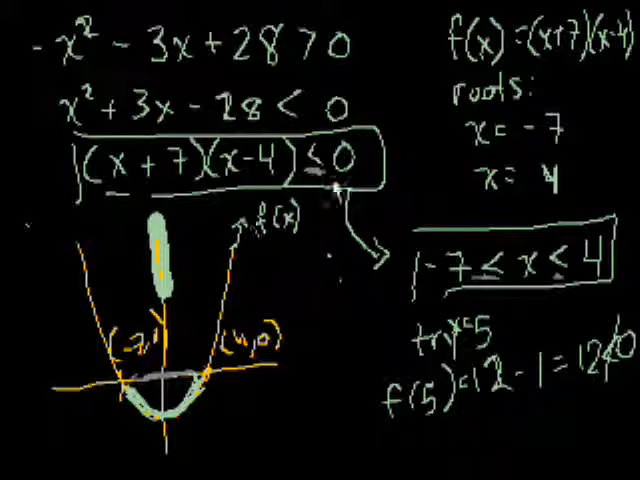 -x² - 3x + 28 > 0
x² + 3x - 28 < 0
(x + 7)(x - 4) ≤ 0
f(x)
(-7,
(4,0)
f(x) = (x+7)(x-4)
roots:
x = -7
x = 4
-7 ≤ x ≤ 4
try x=5
f(5) = 12 · 1 = 12 ≮ 0